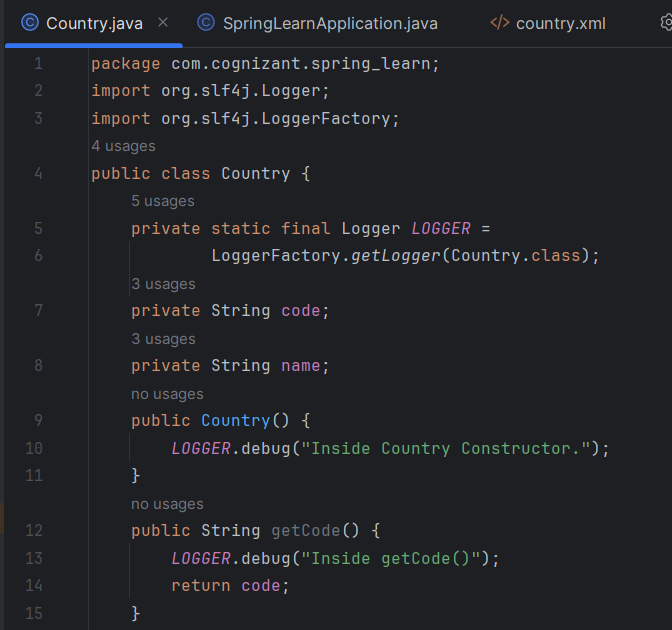 Country.java
SpringLearnApplication.java
country.xml
1 package com.cognizant.spring_learn;
2 import org.slf4j.Logger;
3 import org.slf4j.LoggerFactory;
4 usages
4 public class Country {
5 usages
5 private static final Logger LOGGER =
6 LoggerFactory.getLogger(Country.class);
3 usages
7 private String code;
3 usages
8 private String name;
no usages
9 public Country() {
10 LOGGER.debug("Inside Country Constructor.");
11 }
no usages
12 public String getCode() {
13 LOGGER.debug("Inside getCode()");
14 return code;
15 }